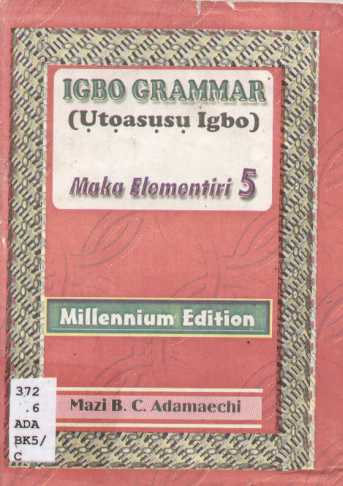 IGBO GRAMMAR
(Ụtọasụsụ Igbo)
Maka Elementiri 5
Millennium Edition
Mazi B. C. Adamaechi
372
.6
ADA
BK5/
C